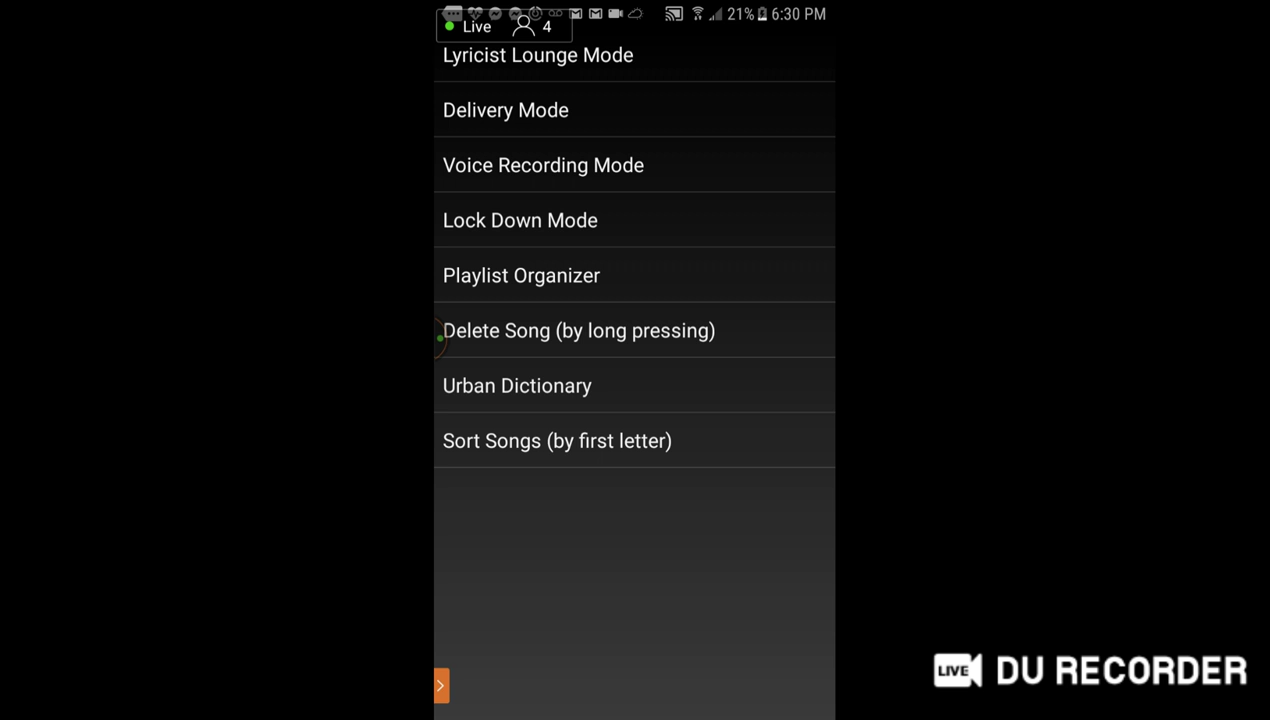 21% 6:30 PM
Live 4
Lyricist Lounge Mode
Delivery Mode
Voice Recording Mode
Lock Down Mode
Playlist Organizer
Delete Song (by long pressing)
Urban Dictionary
Sort Songs (by first letter)
LIVE DU RECORDER